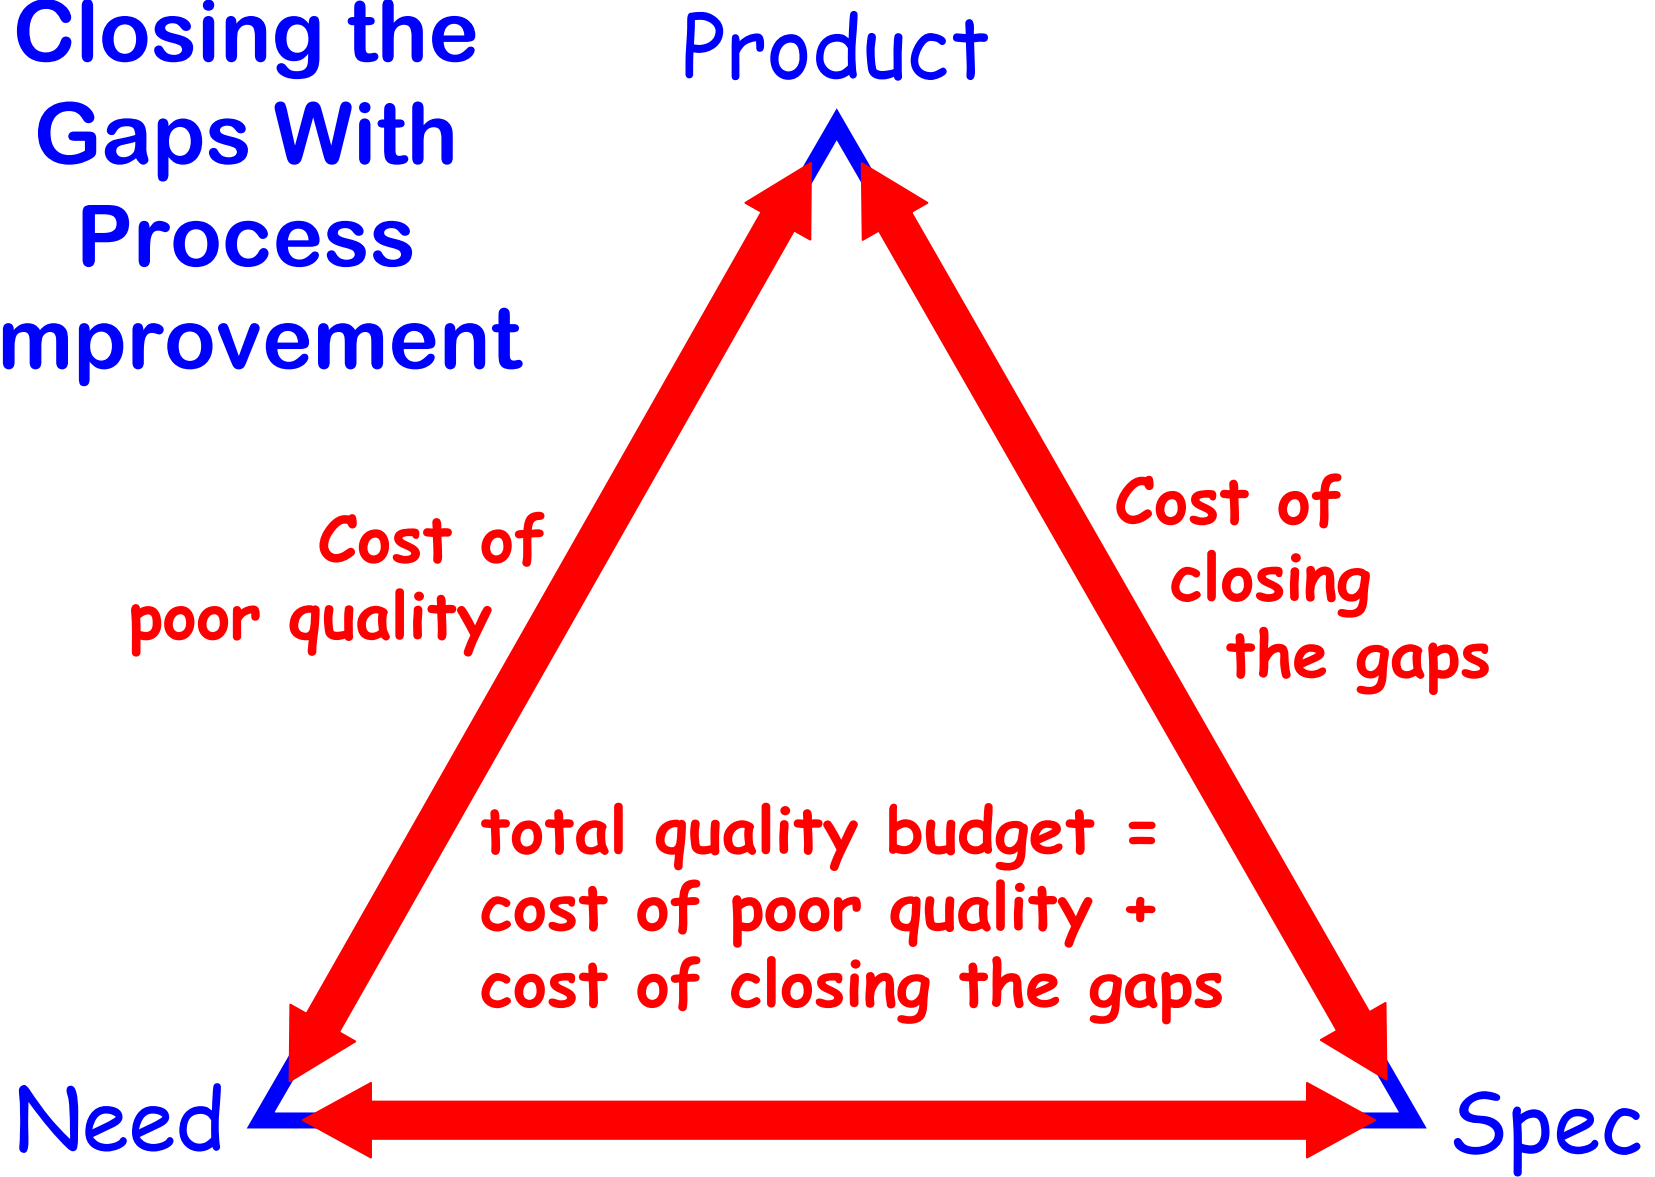 Closing the
Gaps With
Process
mprovement
Product
Cost of
poor quality
Cost of
closing
the gaps
total quality budget =
cost of poor quality +
cost of closing the gaps
Need
Spec